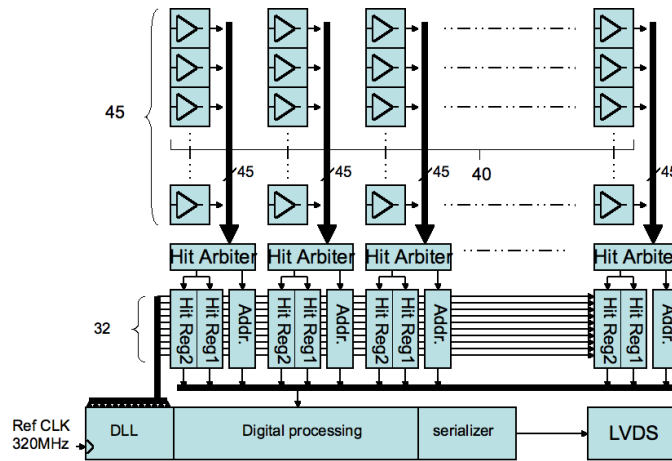 45
45
45
45
45
40
Hit Arbiter
Hit Arbiter
Hit Arbiter
Hit Arbiter
32
Hit Reg2
Hit Reg1
Addr.
Hit Reg2
Hit Reg1
Addr.
Hit Reg2
Hit Reg1
Addr.
Hit Reg2
Hit Reg1
Addr.
Ref CLK
320MHz
DLL
Digital processing
serializer
LVDS